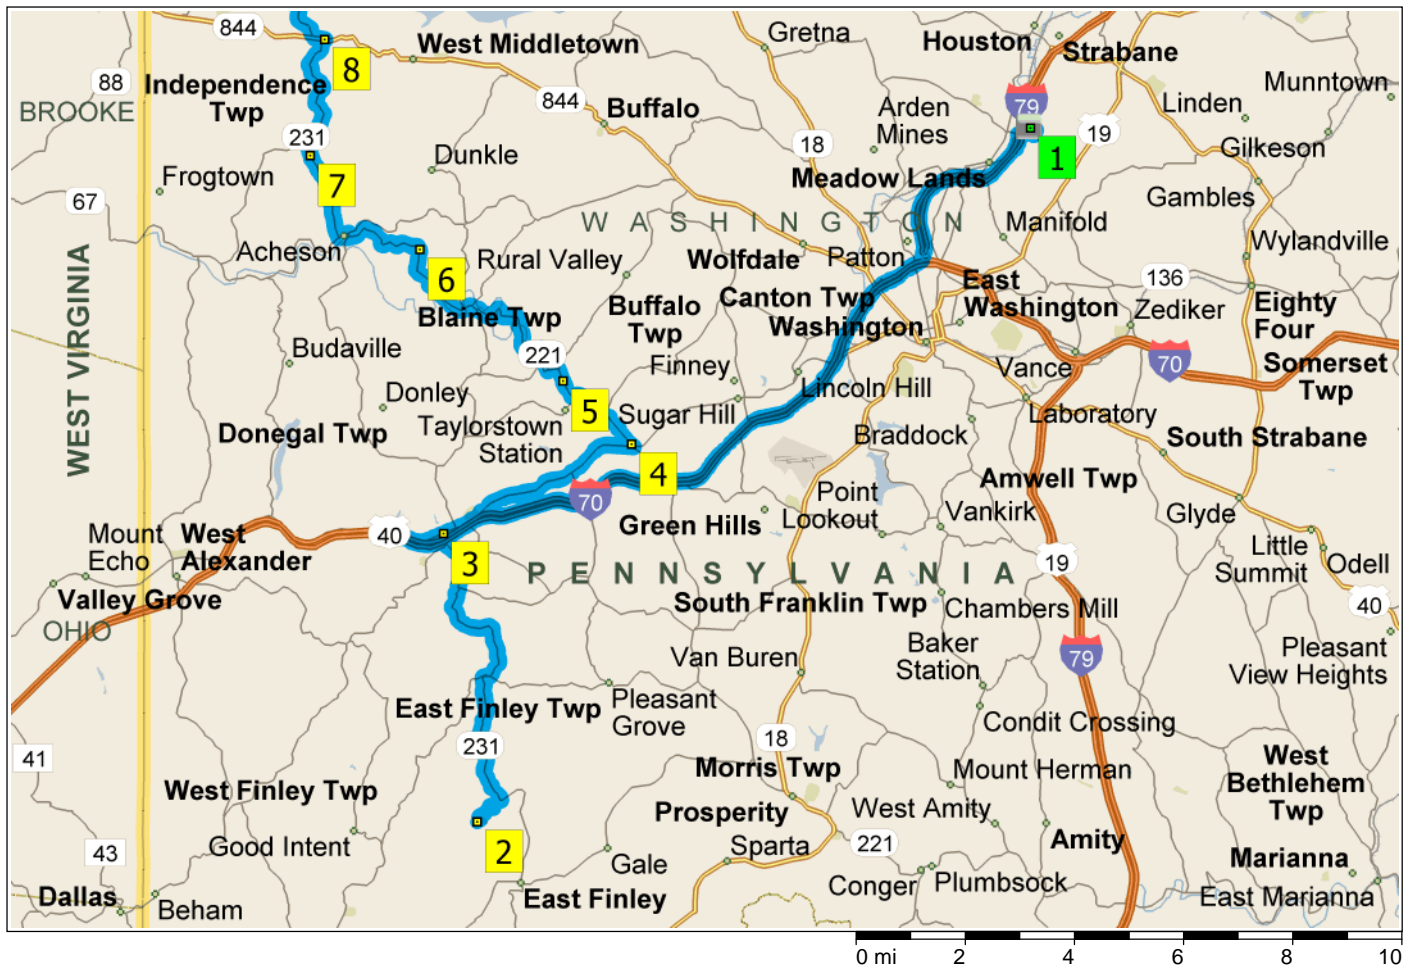 844
8
West Middletown
Gretna
Houston
Strabane
88
Independence
Twp
BROOKE
844
Buffalo
Arden
Mines
79
19
Linden
Munntown
231
Dunkle
18
1
Gilkeson
Frogtown
7
Meadow Lands
Gambles
67
WASHINGTON
Manifold
Acheson
6
Rural Valley
Wolfdale
Patton
Wylandville
WEST VIRGINIA
Blaine Twp
Buffalo
Twp
Canton Twp
Washington
East
Washington
136
Zediker
Eighty
Four
Budaville
221
Finney
Vance
70
Somerset
Twp
Donley
5
Sugar Hill
Lincoln Hill
Laboratory
Donegal Twp
Taylorstown
Station
Braddock
South Strabane
4
70
Amwell Twp
Point
Lookout
Vankirk
Glyde
Mount
Echo
West
Alexander
40
3
Green Hills
Little
Summit
Odell
Valley Grove
PENNSYLVANIA
19
OHIO
South Franklin Twp
Chambers Mill
40
Baker
Station
79
Pleasant
View Heights
Van Buren
East Finley Twp
Pleasant
Grove
Condit Crossing
41
231
18
Morris Twp
Mount Herman
West
Bethlehem
Twp
West Finley Twp
Prosperity
West Amity
43
Good Intent
2
Gale
Sparta
221
Amity
Marianna
Dallas
Beham
East Finley
Conger
Plumbsock
East Marianna
0 mi
2
4
6
8
10